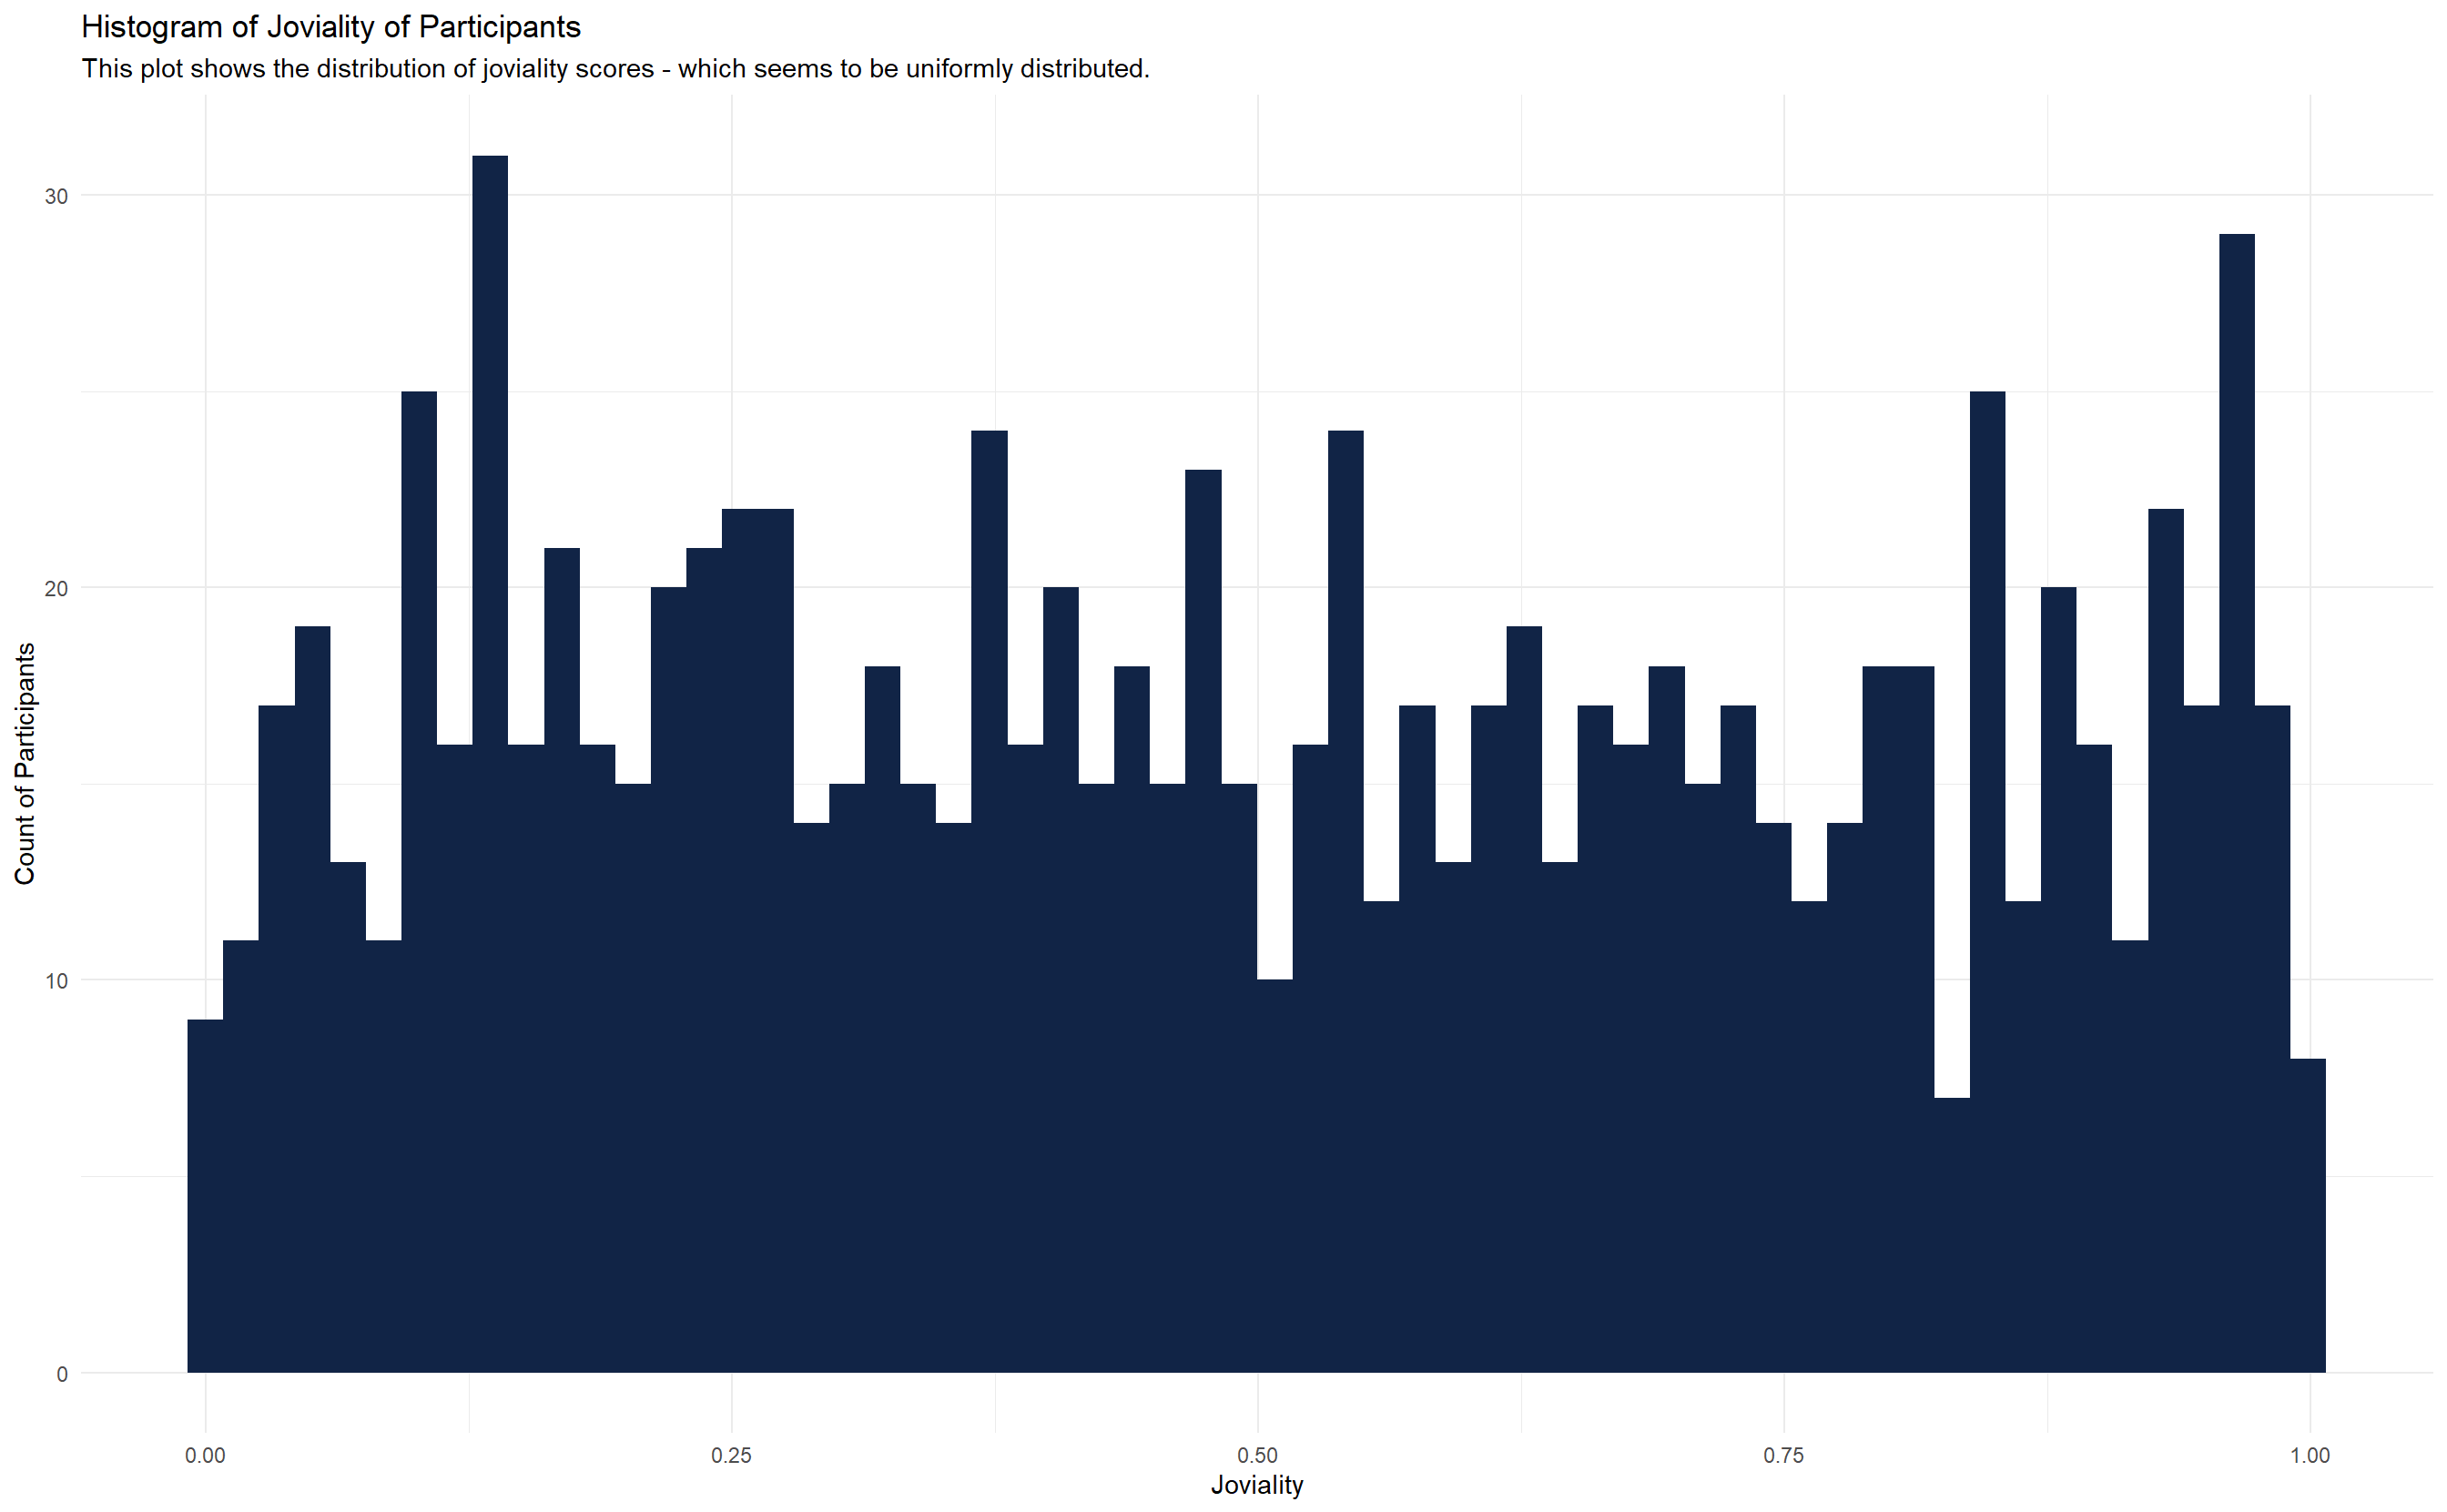 Histogram of Joviality of Participants
This plot shows the distribution of joviality scores - which seems to be uniformly distributed.
Count of Participants
30
20
10
0
0.00 0.25 0.50 0.75 1.00
Joviality